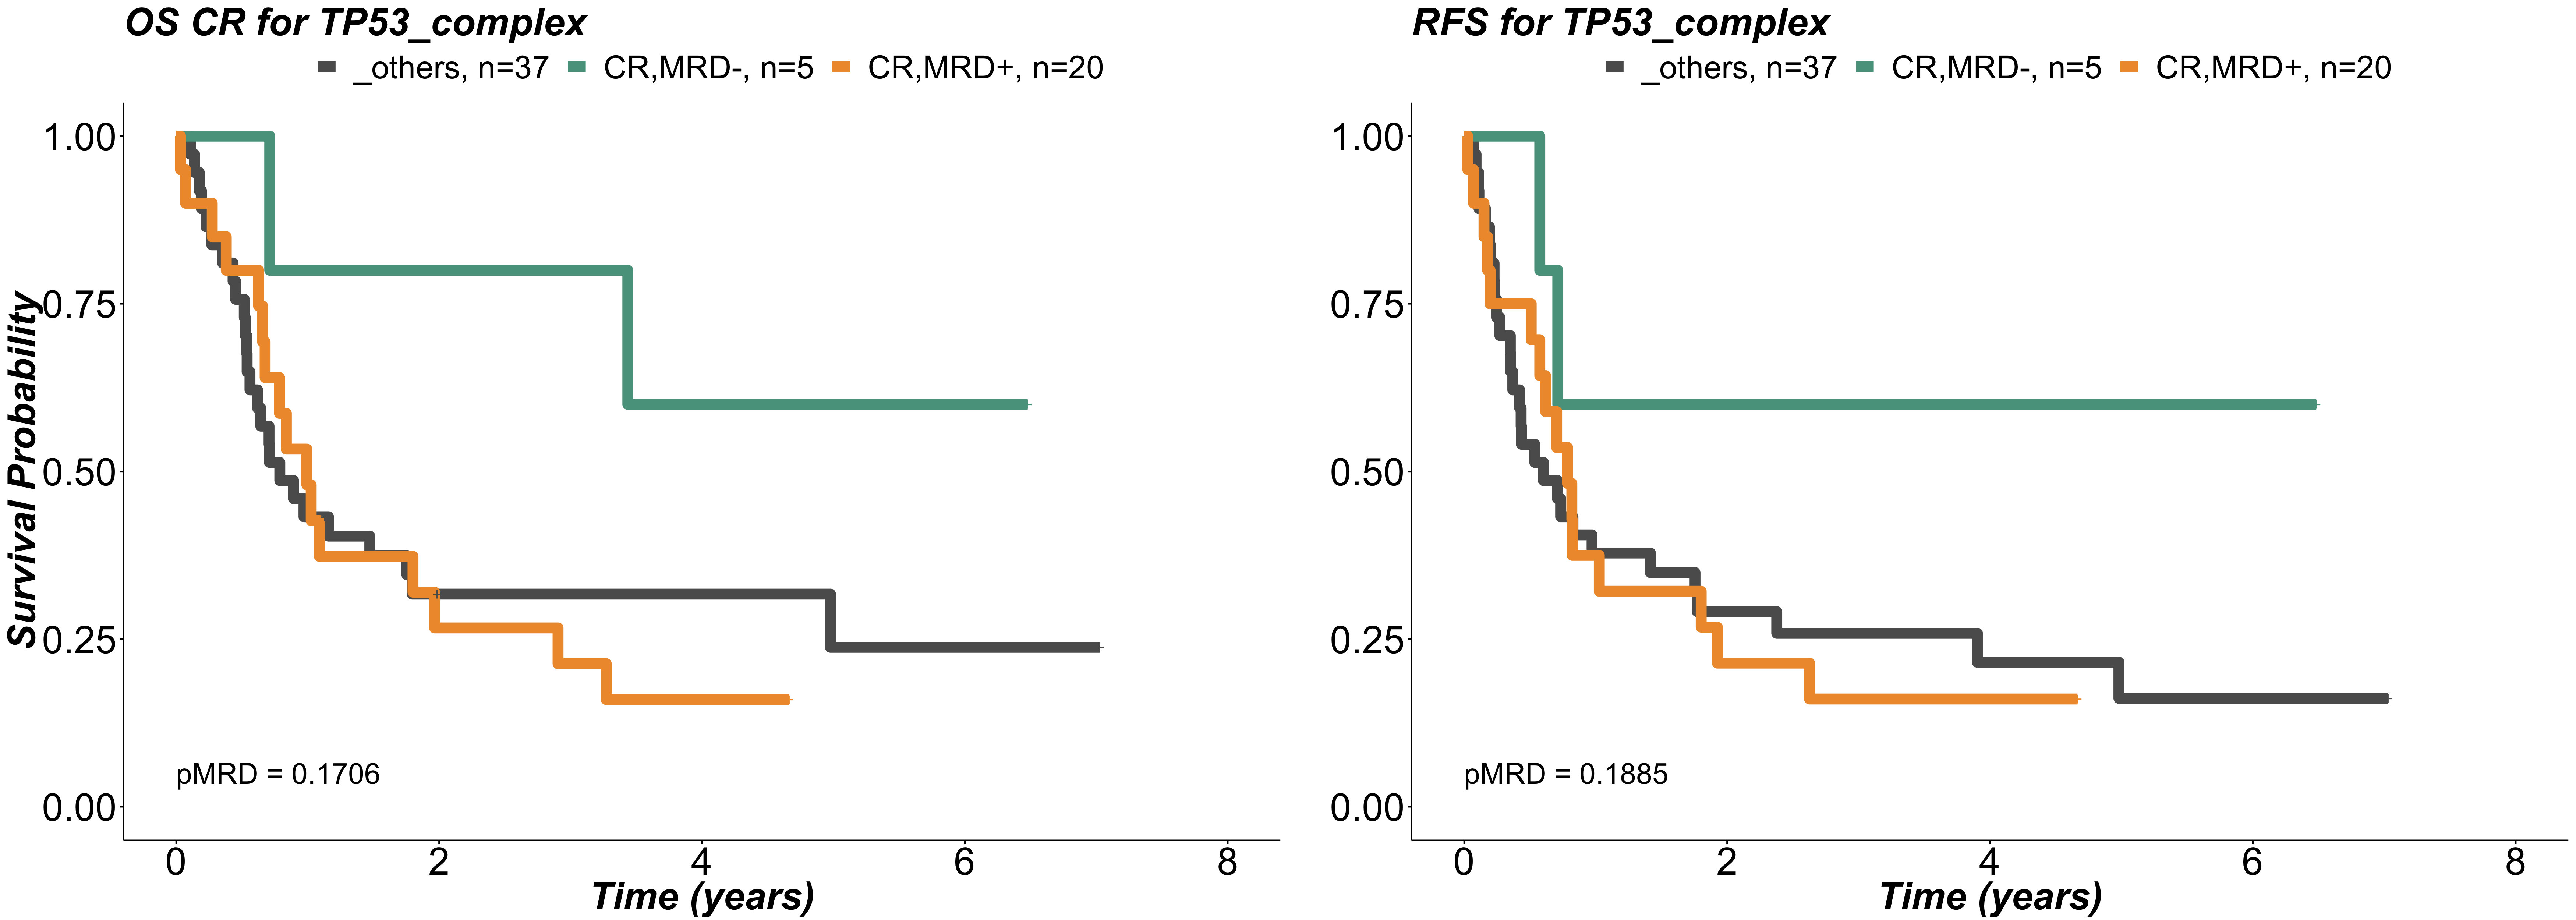 OS CR for TP53_complex
_others, n=37 CR,MRD-, n=5 CR,MRD+, n=20
Survival Probability
1.00
0.75
0.50
0.25
0.00
pMRD = 0.1706
0 2 4 6 8
Time (years)
RFS for TP53_complex
_others, n=37 CR,MRD-, n=5 CR,MRD+, n=20
1.00
0.75
0.50
0.25
0.00
pMRD = 0.1885
0 2 4 6 8
Time (years)